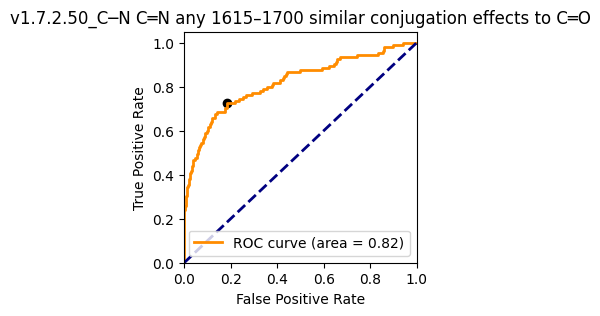 v1.7.2.50_C─N C═N any 1615–1700 similar conjugation effects to C═O
True Positive Rate
1.0
0.8
0.6
0.4
0.2
0.0
ROC curve (area = 0.82)
0.0 0.2 0.4 0.6 0.8 1.0
False Positive Rate